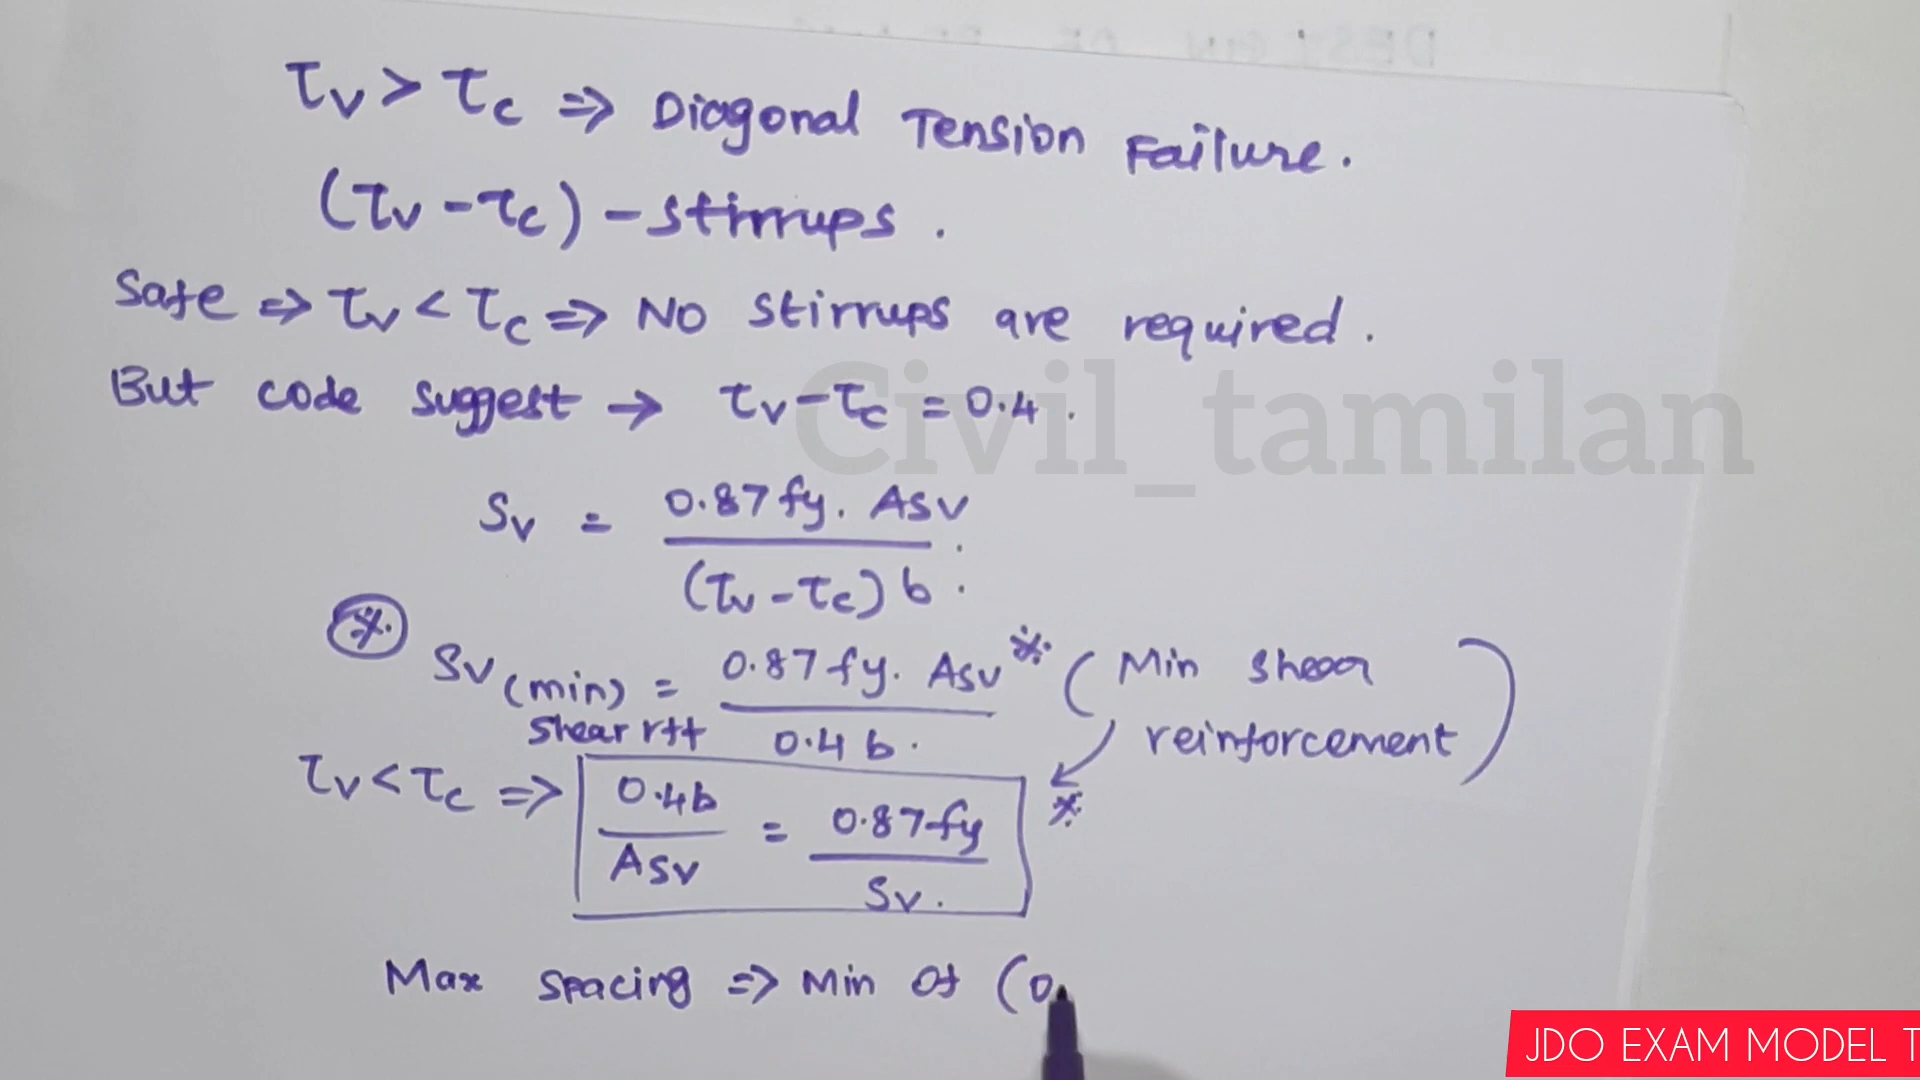 τv > τc ⇒ Diagonal Tension Failure.
(τv - τc) - stirrups.
Safe ⇒ τv < τc ⇒ No stirrups are required.
But code suggest → τv - τc = 0.4.
Civil_tamilan
Sv = 0.87 fy. Asv / (τv - τc) b.
Sv (min) = 0.87 fy. Asv / 0.4 b. (Min shear
shear rft
reinforcement)
τv < τc ⇒ 0.4b / Asv = 0.87 fy / Sv.
Max spacing ⇒ Min of (0.
JDO EXAM MODEL T